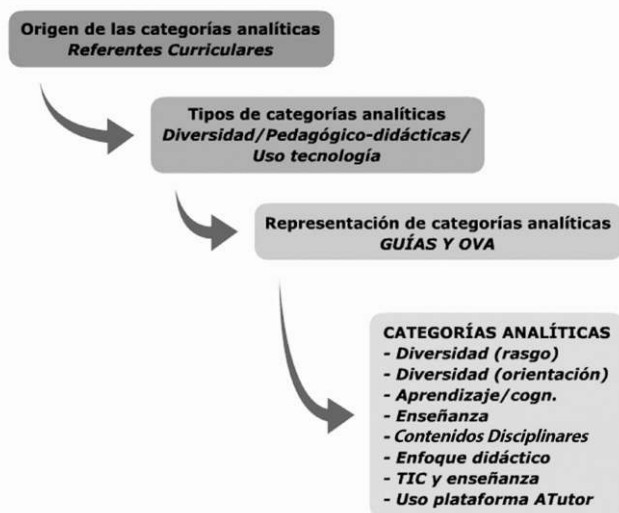 Origen de las categorías analíticas
Referentes Curriculares
Tipos de categorías analíticas
Diversidad/Pedagógico-didácticas/
Uso tecnología
Representación de categorías analíticas
GUÍAS Y OVA
CATEGORÍAS ANALÍTICAS
- Diversidad (rasgo)
- Diversidad (orientación)
- Aprendizaje/cogn.
- Enseñanza
- Contenidos Disciplinares
- Enfoque didáctico
- TIC y enseñanza
- Uso plataforma ATutor